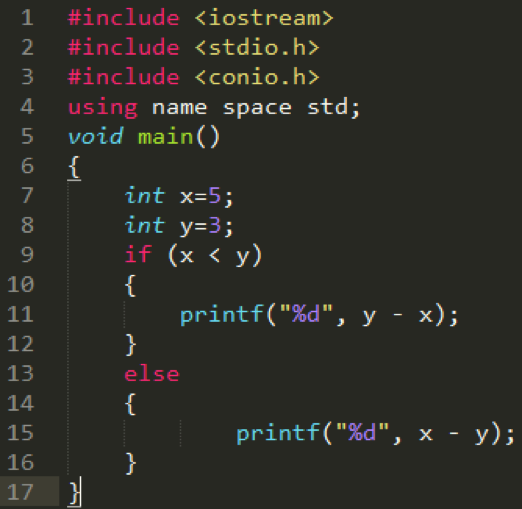 1 #include <iostream>
2 #include <stdio.h>
3 #include <conio.h>
4 using name space std;
5 void main()
6 {
7 int x=5;
8 int y=3;
9 if (x < y)
10 {
11 printf("%d", y - x);
12 }
13 else
14 {
15 printf("%d", x - y);
16 }
17 }